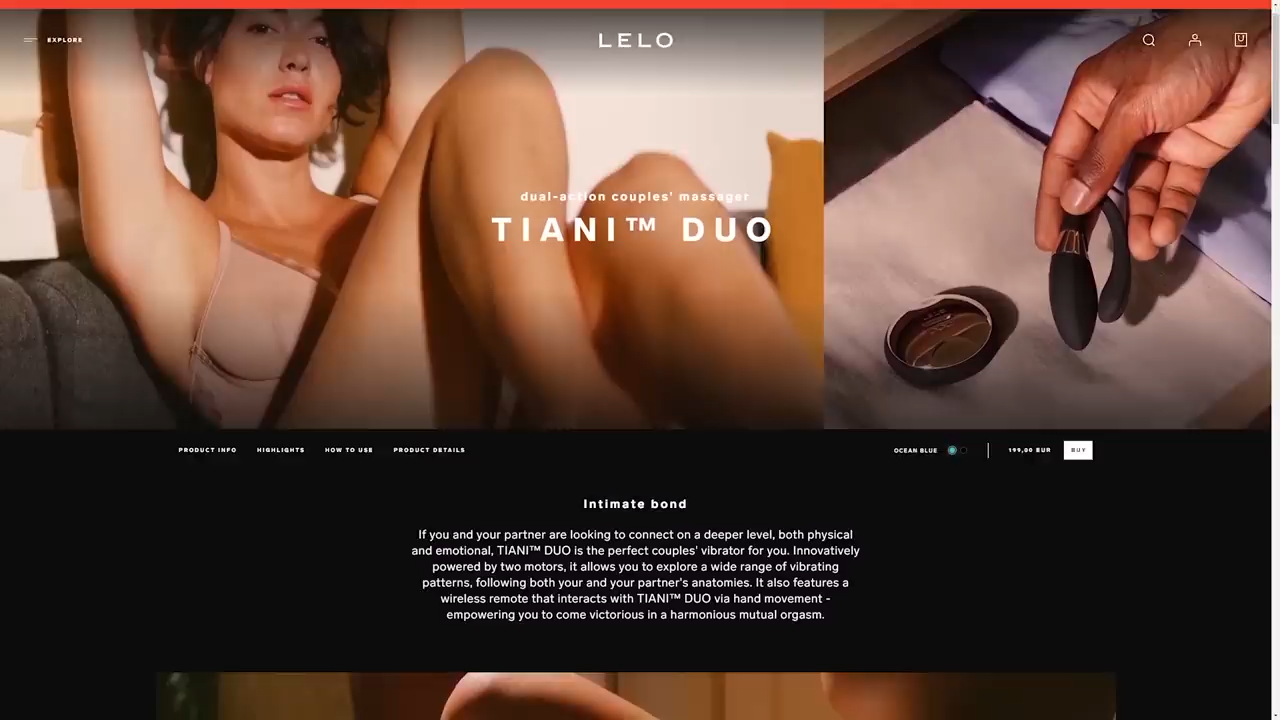 EXPLORE
LELO
dual-action couples' massager
TIANI™ DUO
PRODUCT INFO
HIGHLIGHTS
HOW TO USE
PRODUCT DETAILS
OCEAN BLUE
199,00 EUR
BUY
Intimate bond
If you and your partner are looking to connect on a deeper level, both physical
and emotional, TIANI™ DUO is the perfect couples' vibrator for you. Innovatively
powered by two motors, it allows you to explore a wide range of vibrating
patterns, following both your and your partner's anatomies. It also features a
wireless remote that interacts with TIANI™ DUO via hand movement -
empowering you to come victorious in a harmonious mutual orgasm.